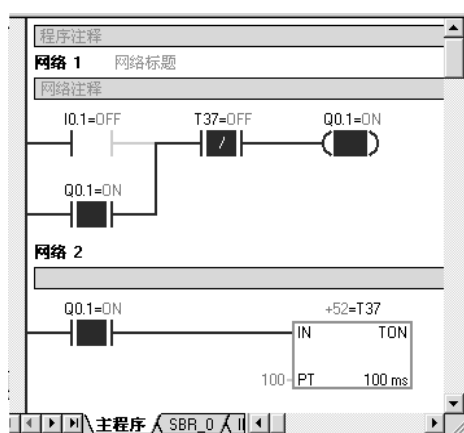 程序注释
网络 1 网络标题
网络注释
I0.1=OFF T37=OFF Q0.1=ON
/
Q0.1=ON
网络 2
Q0.1=ON +52=T37
IN TON
100- PT 100 ms
主程序 SBR_0